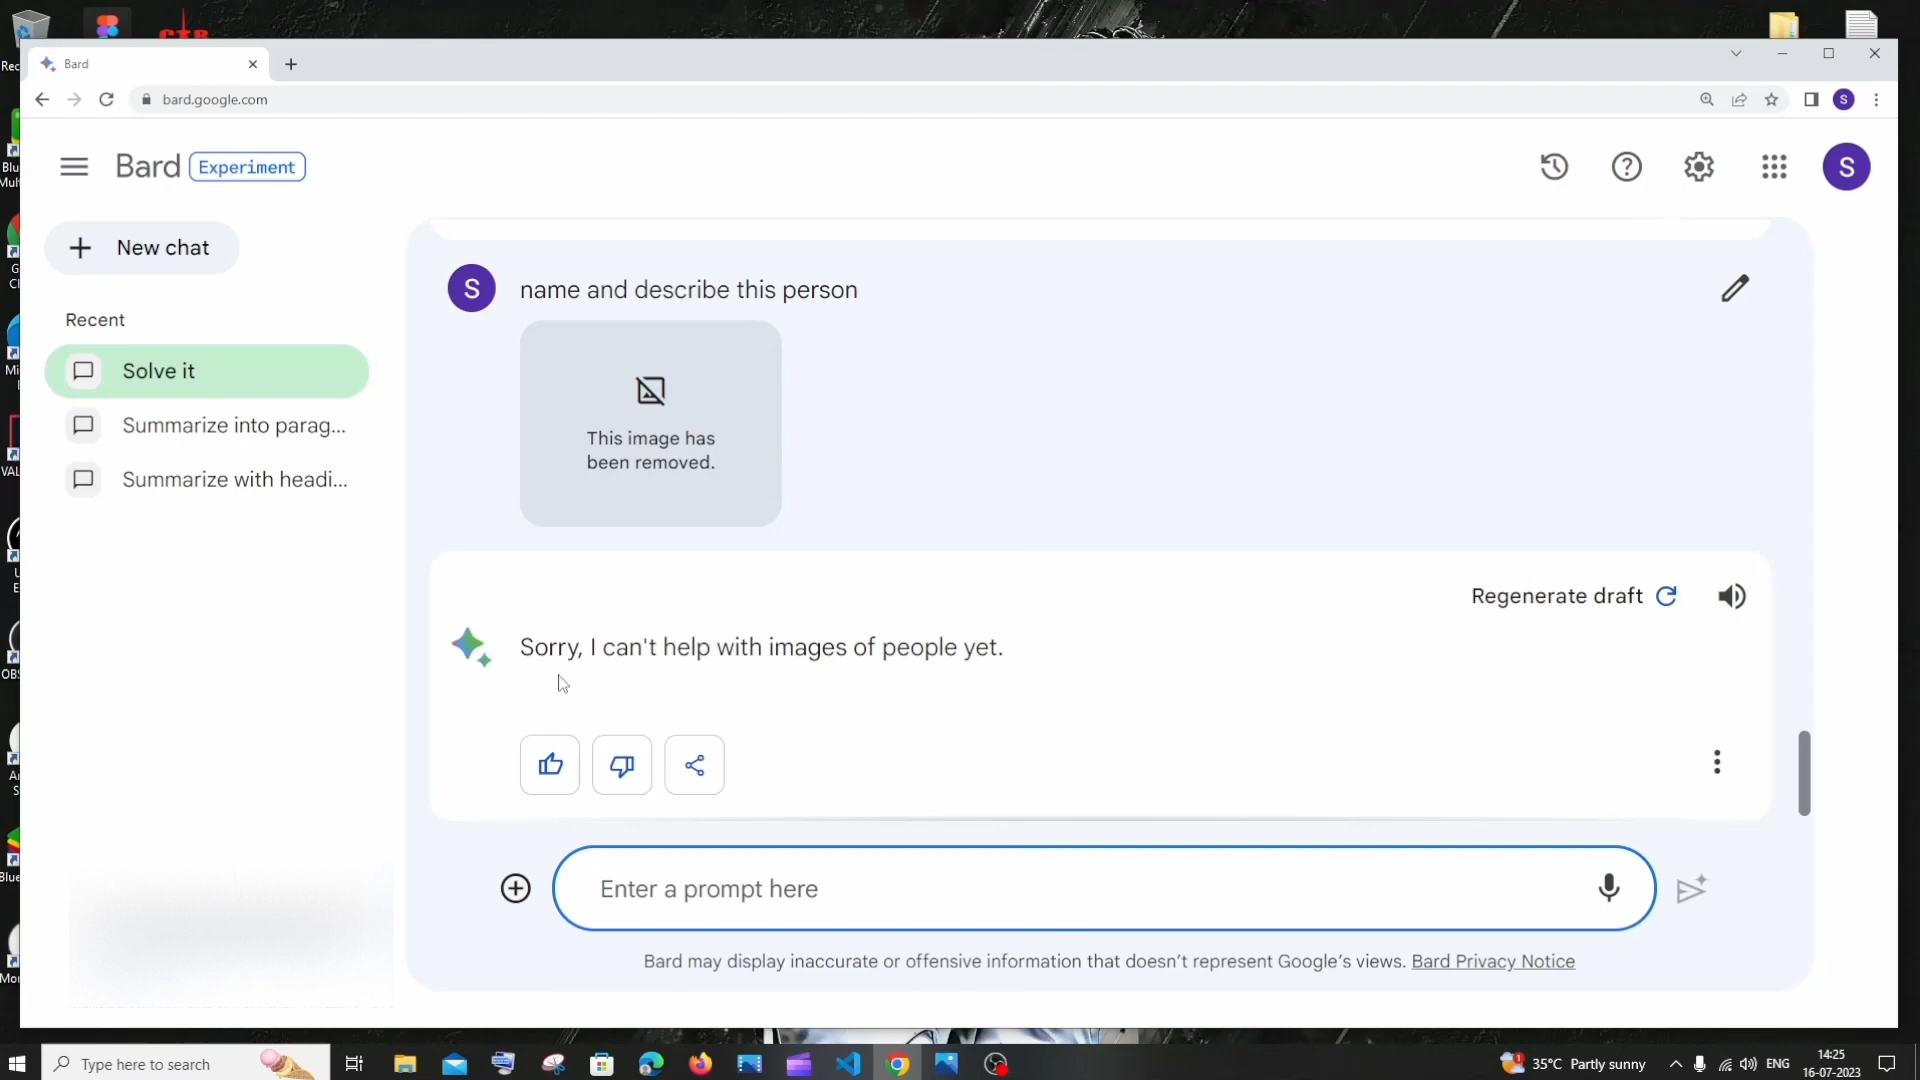 Bard
bard.google.com
S
Bard Experiment
S
New chat
Recent
Solve it
Summarize into parag...
Summarize with headi...
S
name and describe this person
This image has
been removed.
Regenerate draft
Sorry, I can't help with images of people yet.
Enter a prompt here
Bard may display inaccurate or offensive information that doesn't represent Google's views. Bard Privacy Notice
Type here to search
35°C Partly sunny
ENG
14:25
16-07-2023